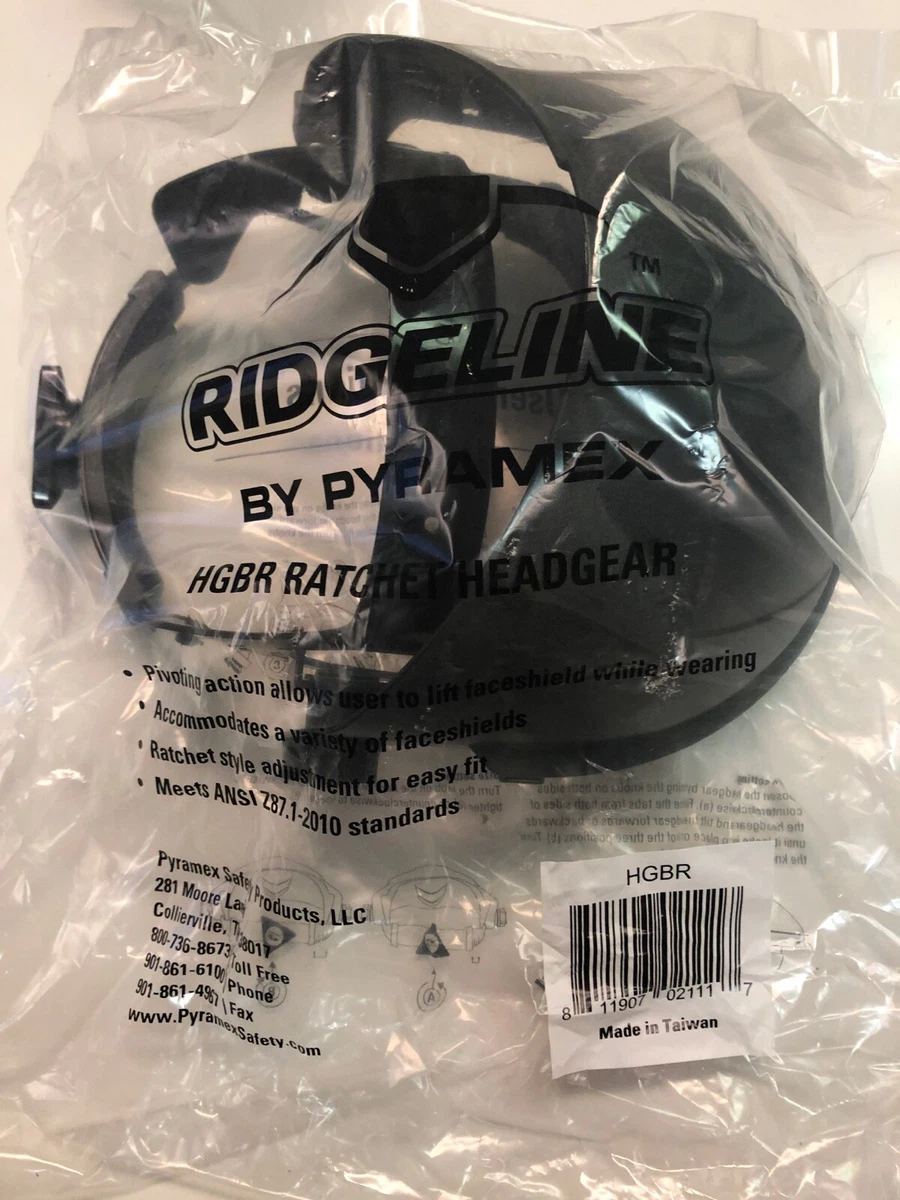 TM
RIDGELINE
BY PYRAMEX
HGBR RATCHET HEADGEAR
• Pivoting action allows user to lift faceshield while wearing
• Accommodates a variety of faceshields
• Ratchet style adjustment for easy fit
• Meets ANSI Z87.1-2010 standards
Pyramex Safety Products, LLC
281 Moore La
Collierville, T 38017
800-736-8673 Toll Free
901-861-6100 Phone
901-861-4967 Fax
www.PyramexSafety.com
HGBR
8 11907 02111 7
Made in Taiwan